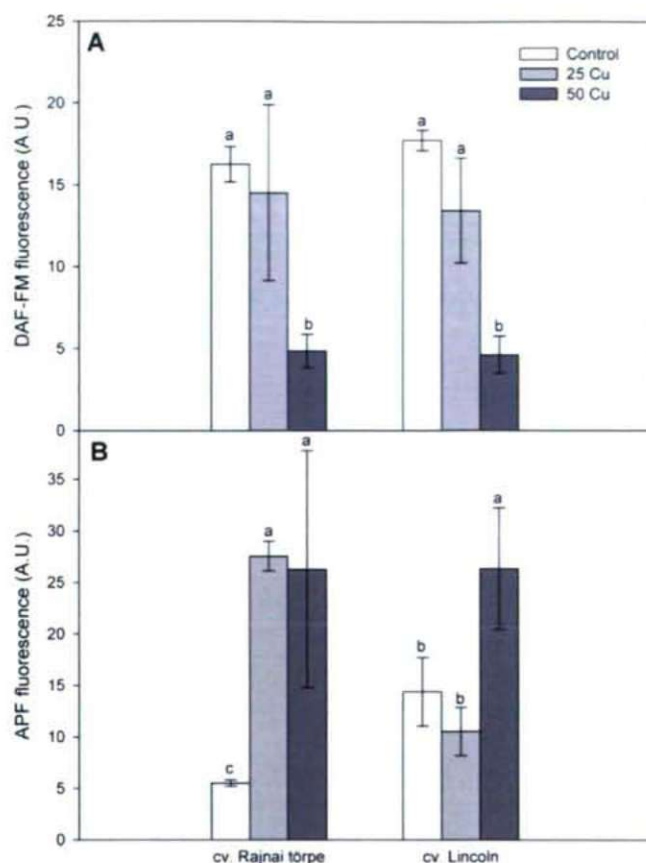 A
DAF-FM fluorescence (A.U.)
25
20
15
10
5
0
Control
25 Cu
50 Cu
a
a
b
a
a
b
B
APF fluorescence (A.U.)
35
30
25
20
15
10
5
0
c
a
a
b
b
a
cv. Rajnai törpe
cv. Lincoln